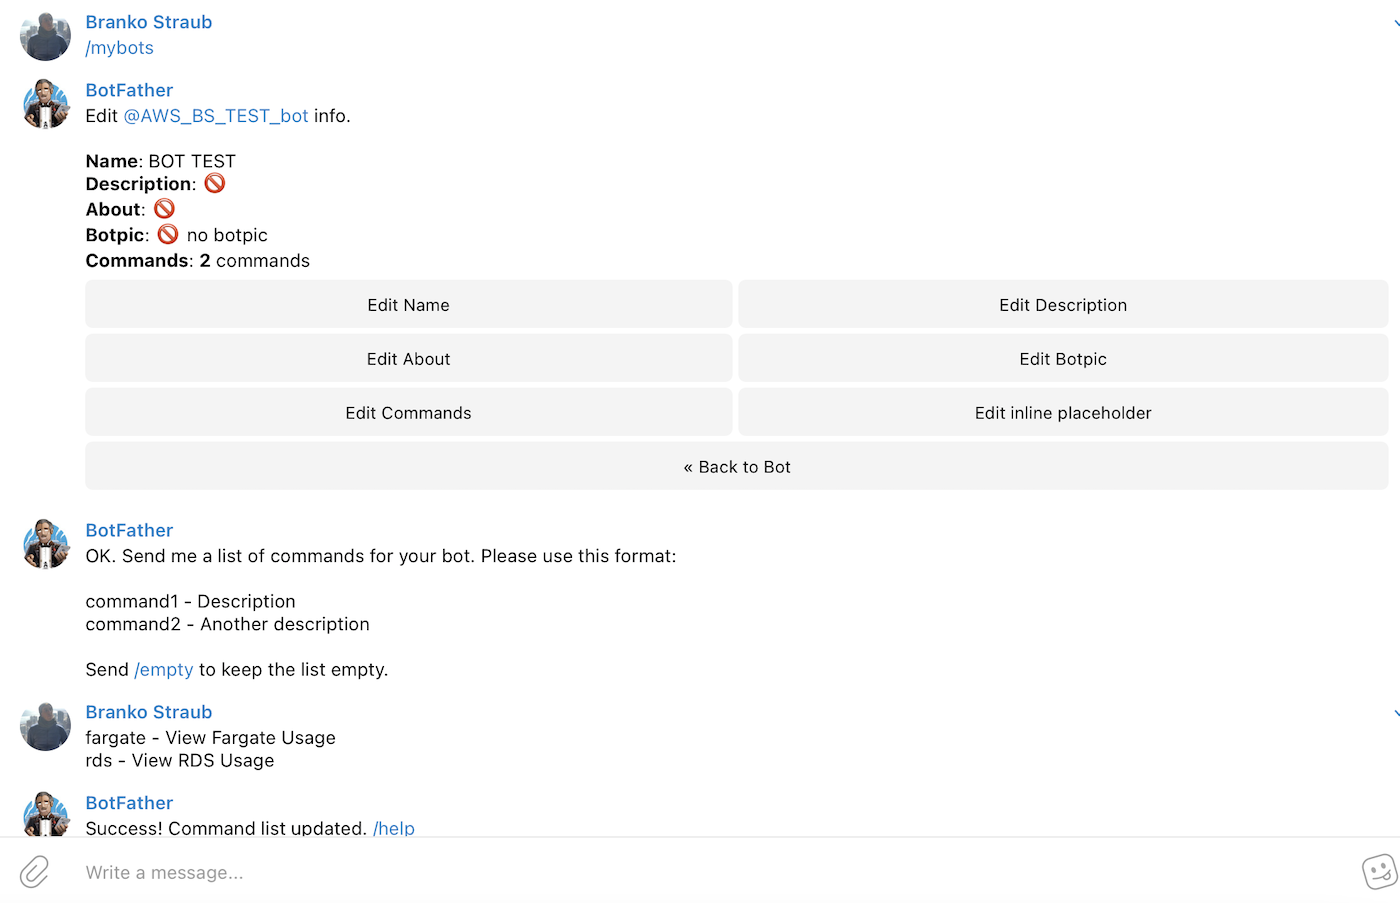 Branko Straub
/mybots
BotFather
Edit @AWS_BS_TEST_bot info.
Name: BOT TEST
Description: 🚫
About: 🚫
Botpic: 🚫 no botpic
Commands: 2 commands
Edit Name
Edit Description
Edit About
Edit Botpic
Edit Commands
Edit inline placeholder
« Back to Bot
BotFather
OK. Send me a list of commands for your bot. Please use this format:
command1 - Description
command2 - Another description
Send /empty to keep the list empty.
Branko Straub
fargate - View Fargate Usage
rds - View RDS Usage
BotFather
Success! Command list updated. /help
Write a message...